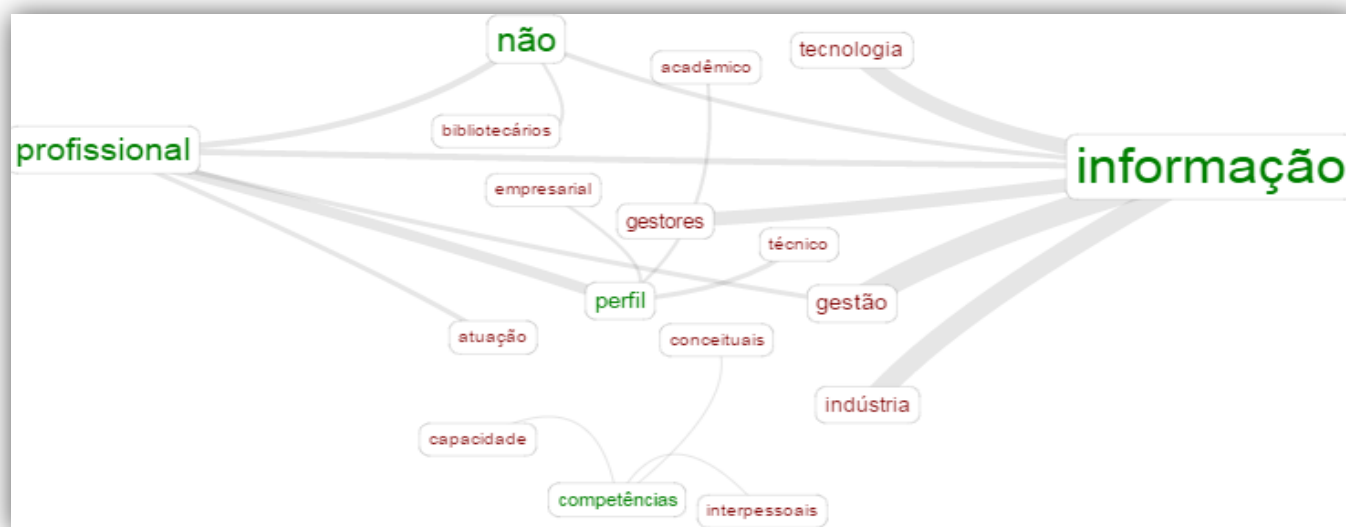 não
tecnologia
acadêmico
bibliotecários
profissional
informação
empresarial
gestores
técnico
perfil
gestão
atuação
conceituais
indústria
capacidade
competências
interpessoais